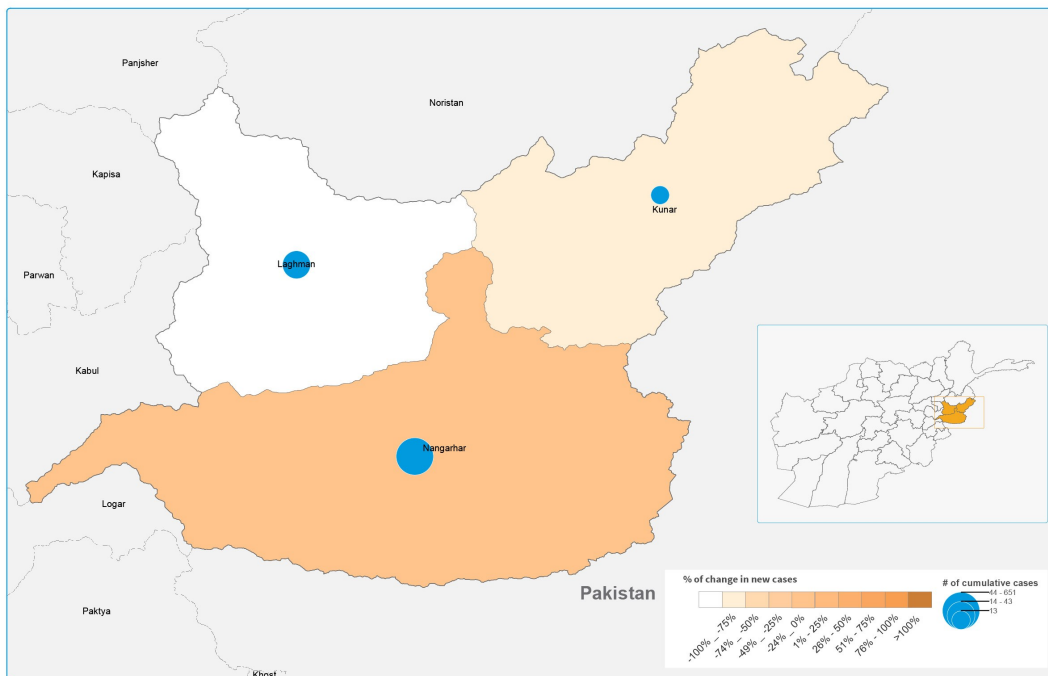 Panjsher
Noristan
Kapisa
Kunar
Laghman
Parwan
Kabul
Nangarhar
Logar
Pakistan
Paktya
Khost
% of change in new cases
-100% – -75%
-74% – -50%
-49% – -25%
-24% – 0%
1% - 25%
26% - 50%
51% - 75%
76% - 100%
>100%
# of cumulative cases
44 - 651
14 - 43
13